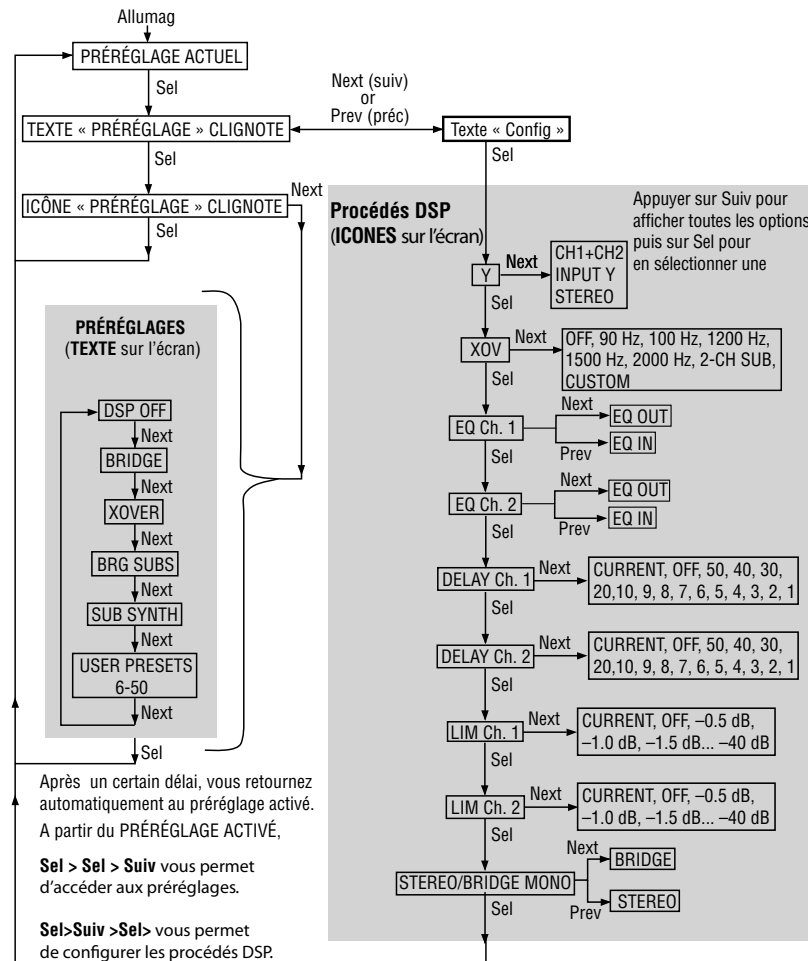 Allumag
PRÉRÉGLAGE ACTUEL
Sel
Next (suiv)
or
Prev (préc)
TEXTE « PRÉRÉGLAGE » CLIGNOTE
Texte « Config »
Sel
Sel
ICÔNE « PRÉRÉGLAGE » CLIGNOTE
Next
Sel
PRÉRÉGLAGES
(TEXTE sur l'écran)
DSP OFF
Next
BRIDGE
Next
XOVER
Next
BRG SUBS
Next
SUB SYNTH
Next
USER PRESETS
6-50
Next
Sel
Après un certain délai, vous retournez
automatiquement au préréglage activé.
A partir du PRÉRÉGLAGE ACTIVÉ,
Sel > Sel > Suiv vous permet
d'accéder aux préréglages.
Sel>Suiv >Sel> vous permet
de configurer les procédés DSP.
Procédés DSP
(ICONES sur l'écran)
Appuyer sur Suiv pour
afficher toutes les options
puis sur Sel pour
en sélectionner une
Y
Next
CH1+CH2
INPUT Y
STEREO
Sel
XOV
Next
OFF, 90 Hz, 100 Hz, 1200 Hz,
1500 Hz, 2000 Hz, 2-CH SUB,
CUSTOM
Sel
EQ Ch. 1
Next
EQ OUT
Prev
EQ IN
Sel
EQ Ch. 2
Next
EQ OUT
Prev
EQ IN
Sel
DELAY Ch. 1
Next
CURRENT, OFF, 50, 40, 30,
20,10, 9, 8, 7, 6, 5, 4, 3, 2, 1
Sel
DELAY Ch. 2
Next
CURRENT, OFF, 50, 40, 30,
20,10, 9, 8, 7, 6, 5, 4, 3, 2, 1
Sel
LIM Ch. 1
Next
CURRENT, OFF, –0.5 dB,
–1.0 dB, –1.5 dB... –40 dB
Sel
LIM Ch. 2
Next
CURRENT, OFF, –0.5 dB,
–1.0 dB, –1.5 dB... –40 dB
Sel
STEREO/BRIDGE MONO
Next
BRIDGE
Prev
STEREO
Sel